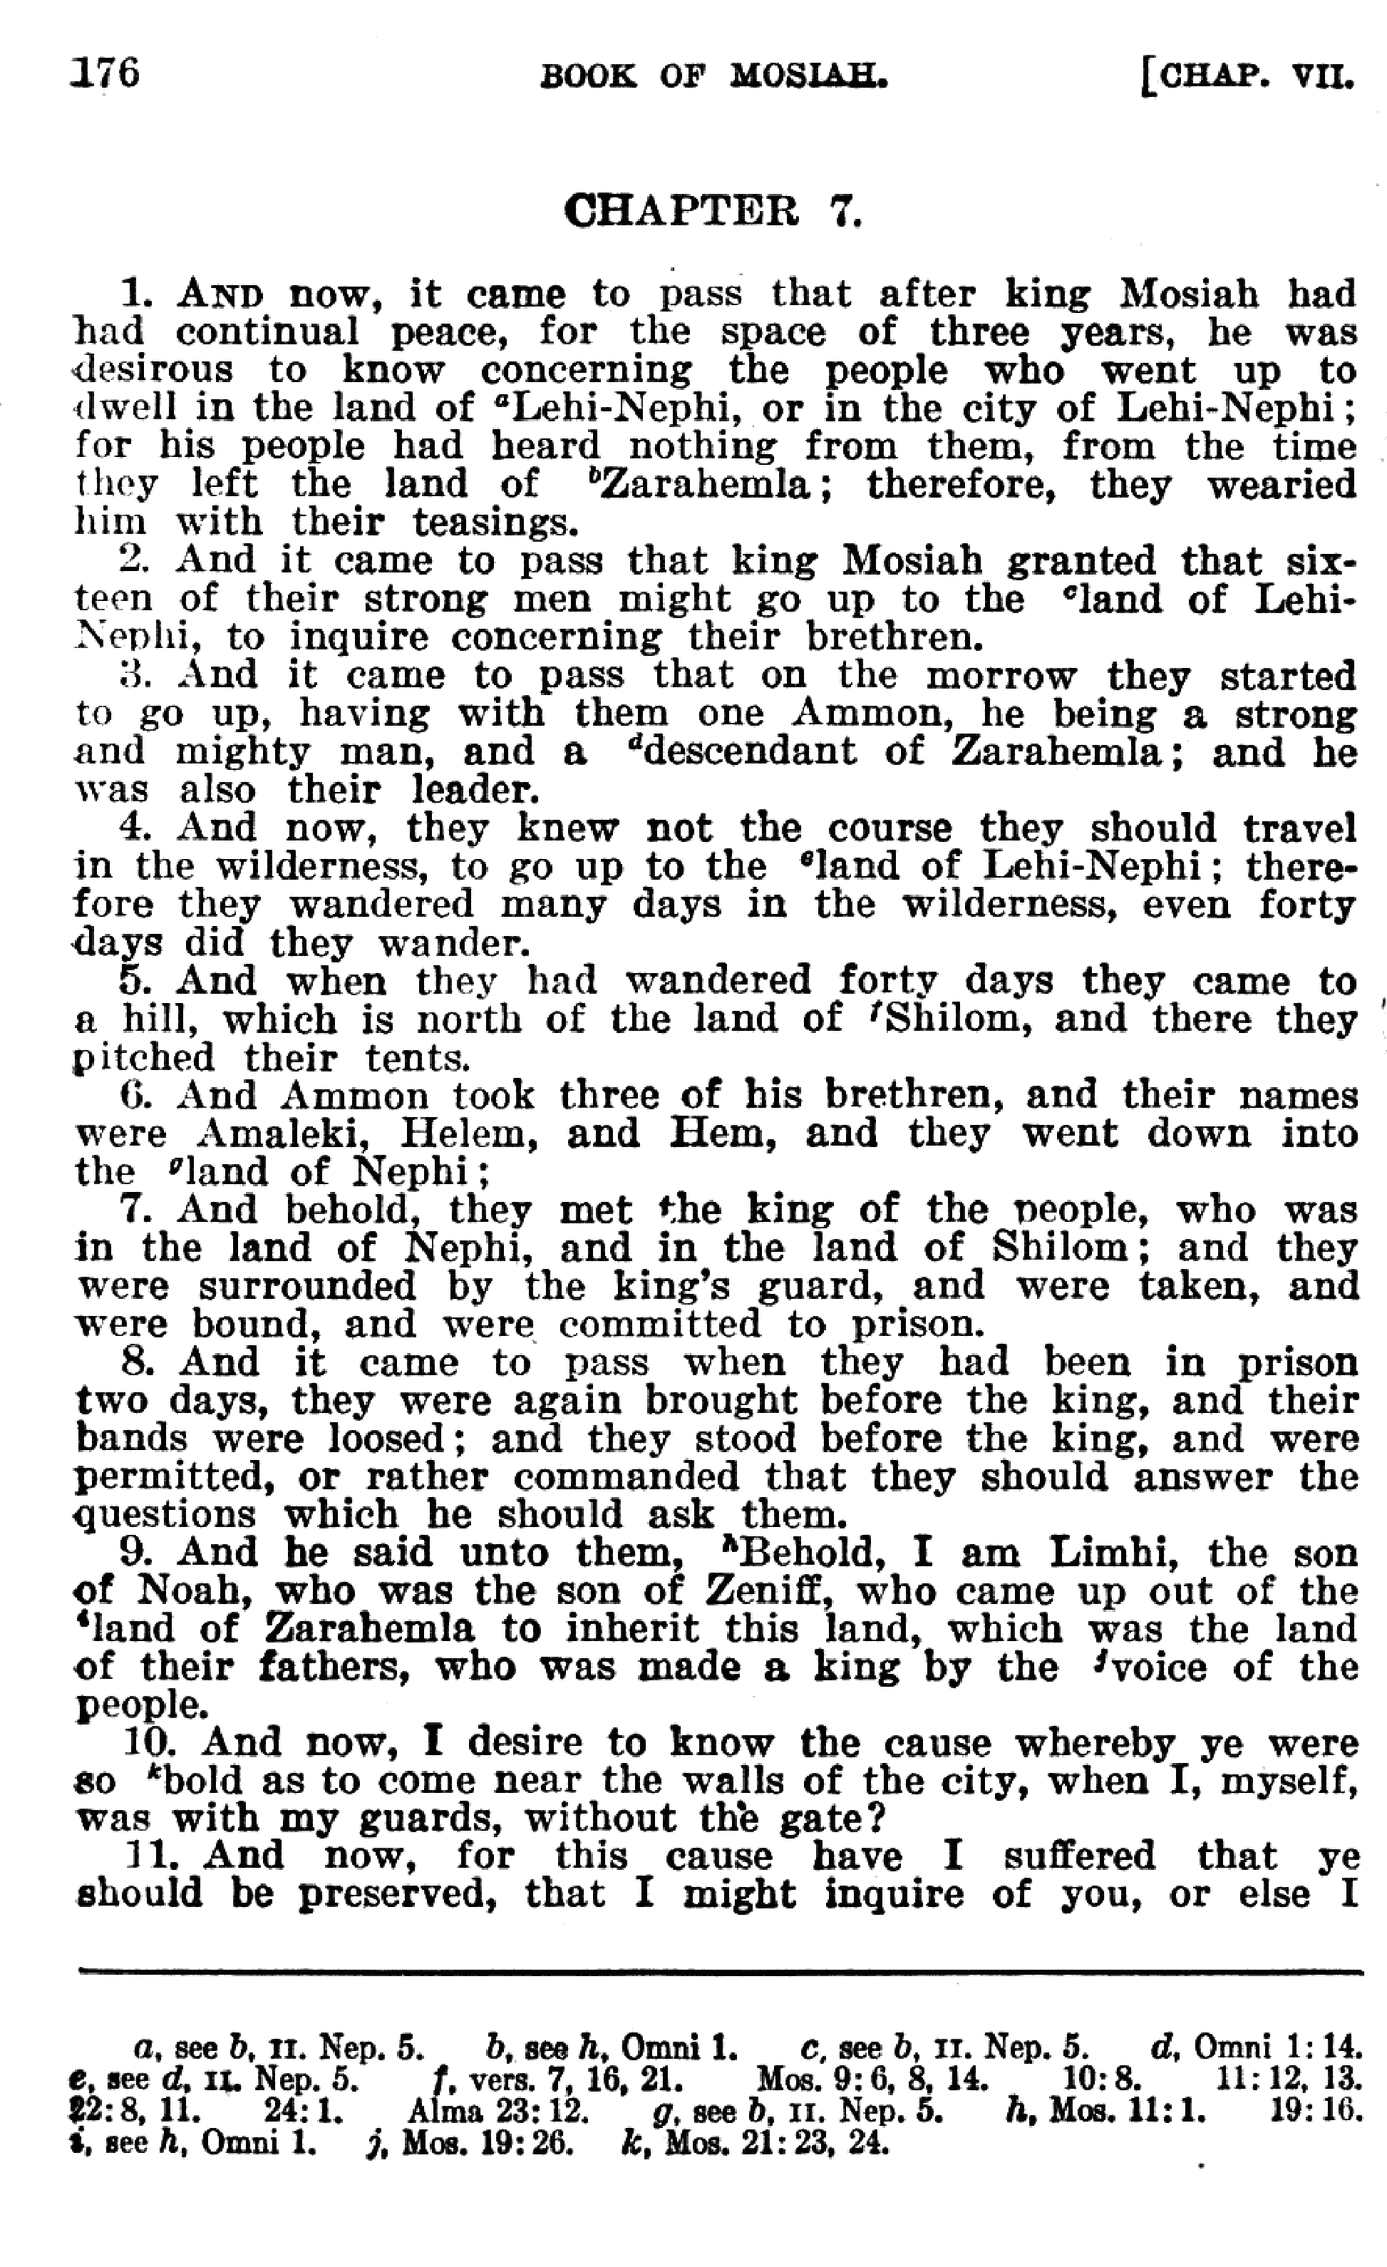 176 BOOK OF MOSIAH. [CHAP. VII.
CHAPTER 7.
1. AND now, it came to pass that after king Mosiah had
had continual peace, for the space of three years, he was
desirous to know concerning the people who went up to
dwell in the land of ᵃLehi-Nephi, or in the city of Lehi-Nephi;
for his people had heard nothing from them, from the time
they left the land of ᵇZarahemla; therefore, they wearied
him with their teasings.
2. And it came to pass that king Mosiah granted that six-
teen of their strong men might go up to the ᶜland of Lehi-
Nephi, to inquire concerning their brethren.
3. And it came to pass that on the morrow they started
to go up, having with them one Ammon, he being a strong
and mighty man, and a ᵈdescendant of Zarahemla; and he
was also their leader.
4. And now, they knew not the course they should travel
in the wilderness, to go up to the ᵉland of Lehi-Nephi; there-
fore they wandered many days in the wilderness, even forty
days did they wander.
5. And when they had wandered forty days they came to
a hill, which is north of the land of ᶠShilom, and there they
pitched their tents.
6. And Ammon took three of his brethren, and their names
were Amaleki, Helem, and Hem, and they went down into
the ᵍland of Nephi;
7. And behold, they met the king of the people, who was
in the land of Nephi, and in the land of Shilom; and they
were surrounded by the king's guard, and were taken, and
were bound, and were committed to prison.
8. And it came to pass when they had been in prison
two days, they were again brought before the king, and their
bands were loosed; and they stood before the king, and were
permitted, or rather commanded that they should answer the
questions which he should ask them.
9. And he said unto them, ʰBehold, I am Limhi, the son
of Noah, who was the son of Zeniff, who came up out of the
ⁱland of Zarahemla to inherit this land, which was the land
of their fathers, who was made a king by the ʲvoice of the
people.
10. And now, I desire to know the cause whereby ye were
so ᵏbold as to come near the walls of the city, when I, myself,
was with my guards, without the gate?
11. And now, for this cause have I suffered that ye
should be preserved, that I might inquire of you, or else I
a, see b, II. Nep. 5. b, see h, Omni 1. c, see b, II. Nep. 5. d, Omni 1:14.
e, see d, II. Nep. 5. f, vers. 7, 16, 21. Mos. 9:6, 8, 14. 10:8. 11:12, 13.
22:8, 11. 24:1. Alma 23:12. g, see b, II. Nep. 5. h, Mos. 11:1. 19:16.
i, see h, Omni 1. j, Mos. 19:26. k, Mos. 21:23, 24.